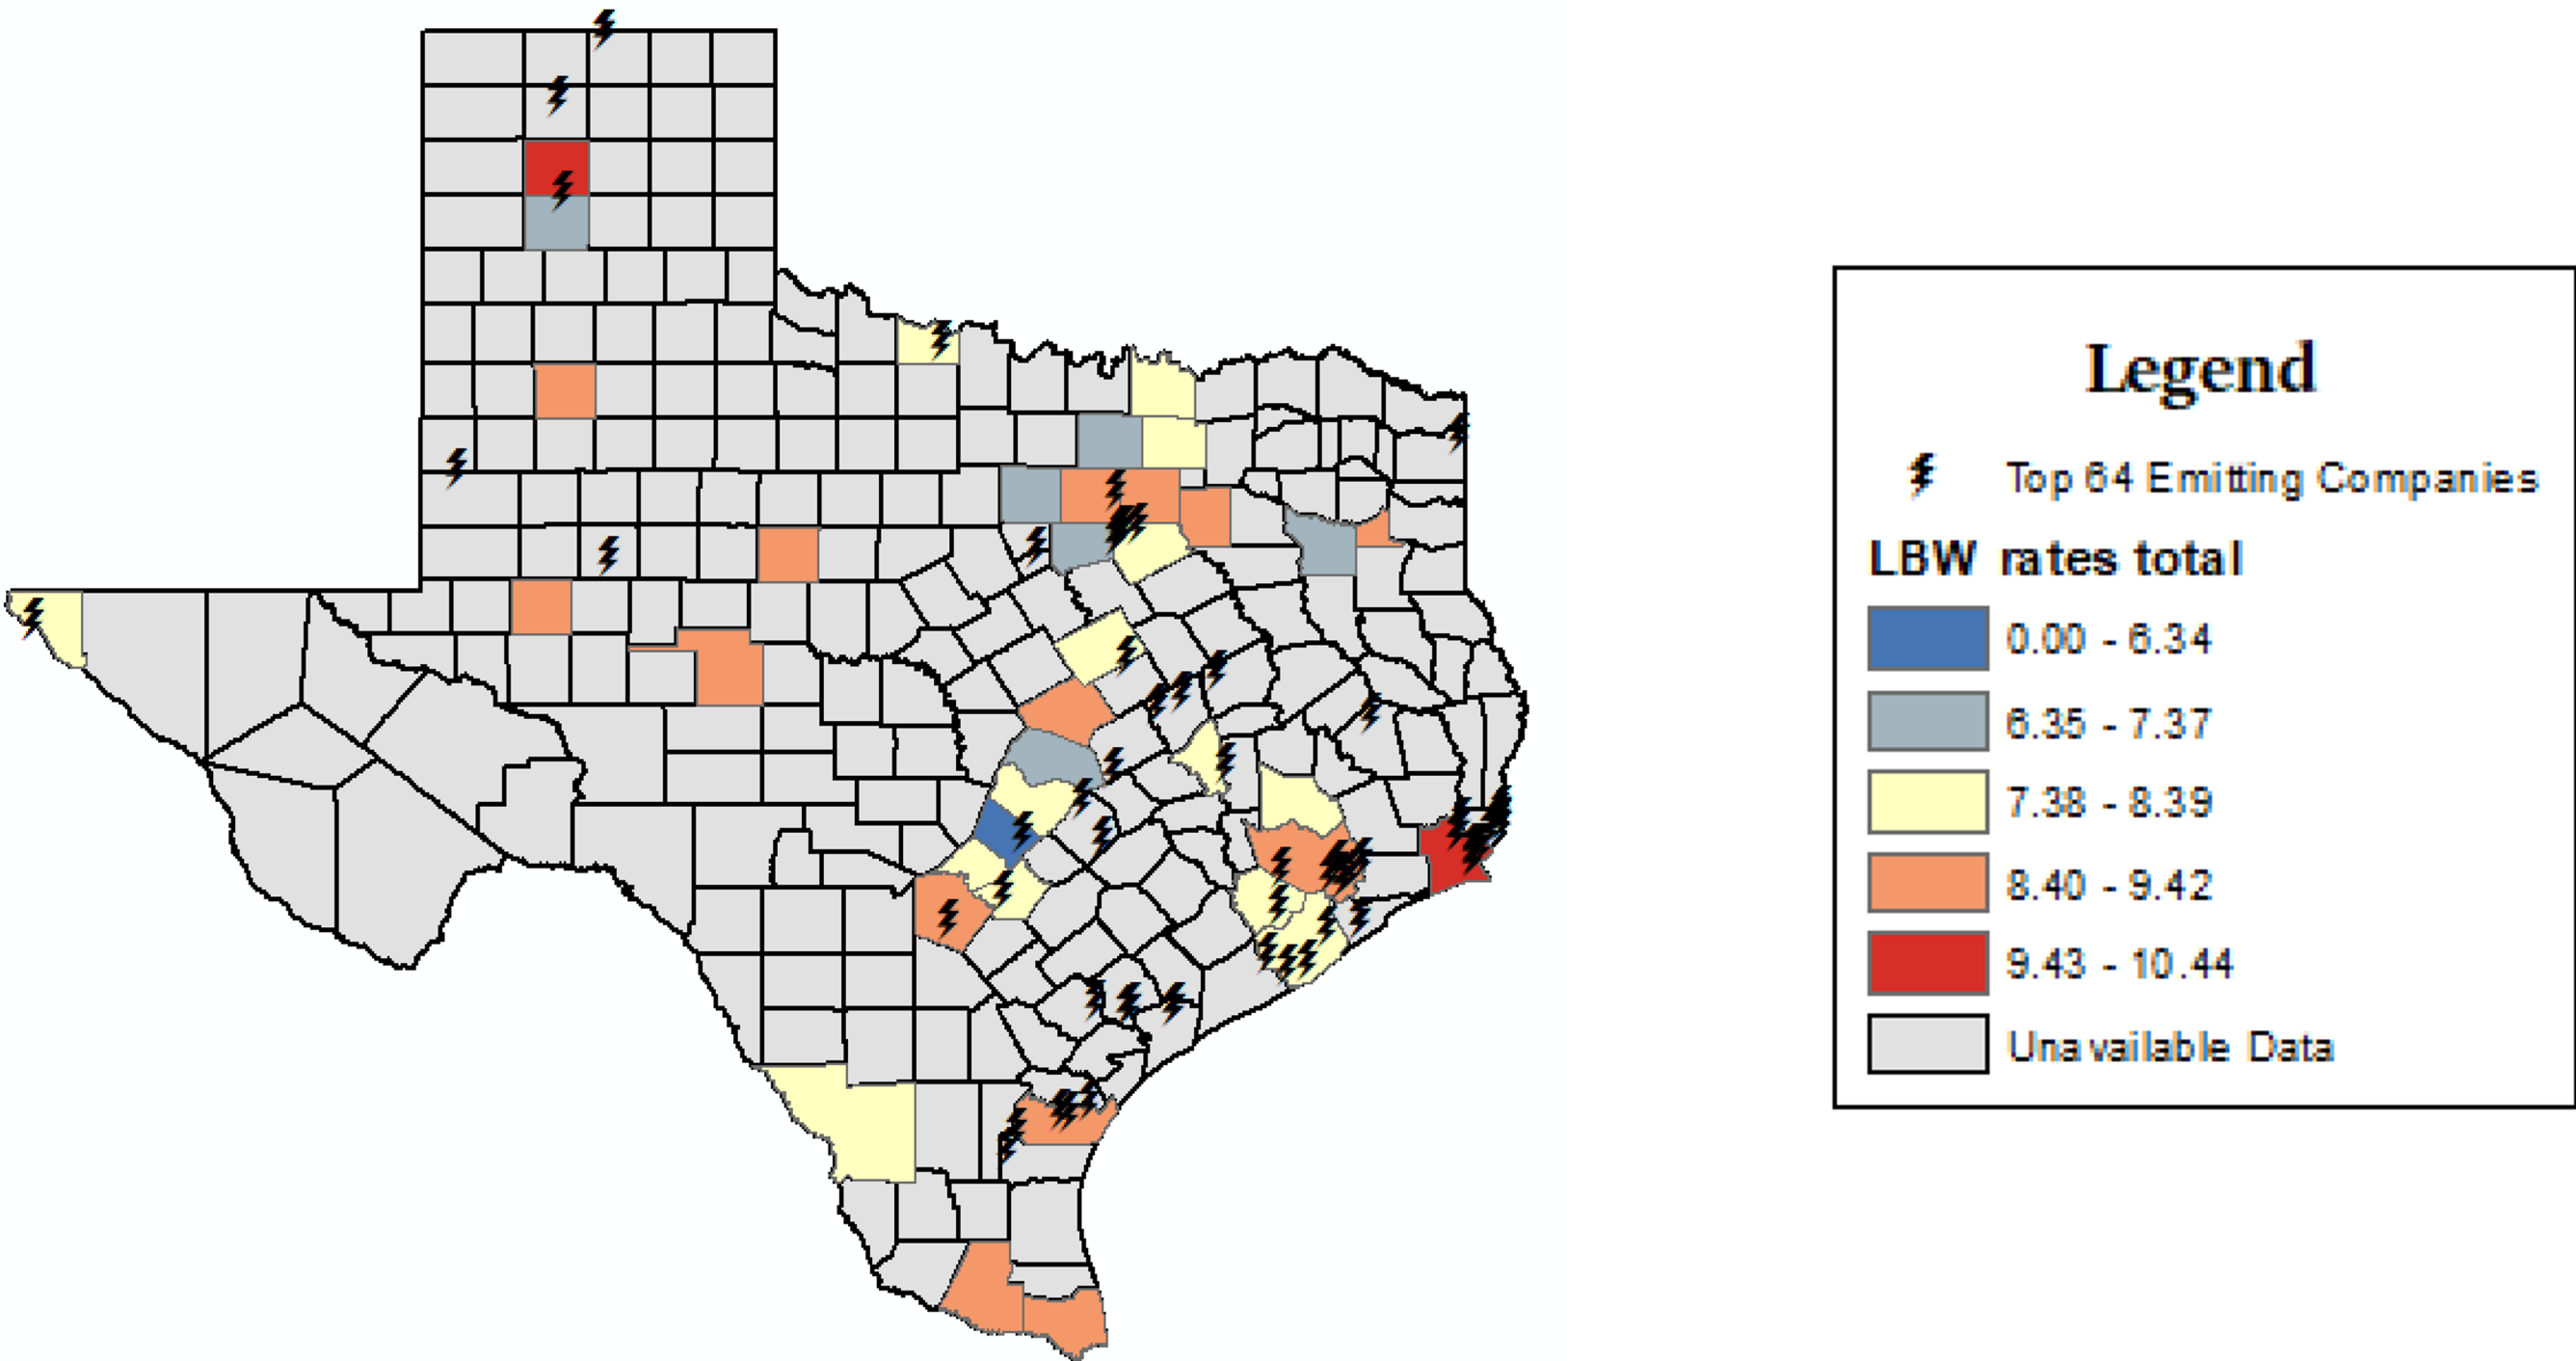 Legend
Top 64 Emitting Companies
LBW rates total
0.00 - 6.34
6.35 - 7.37
7.38 - 8.39
8.40 - 9.42
9.43 - 10.44
Unavailable Data